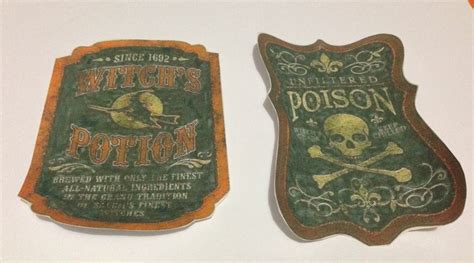 SINCE 1692
WITCH'S
POTION
BREWED WITH ONLY THE FINEST
ALL-NATURAL INGREDIENTS
IN THE GRAND TRADITION
OF SALEM'S FINEST
WITCHES
UNFILTERED
POISON